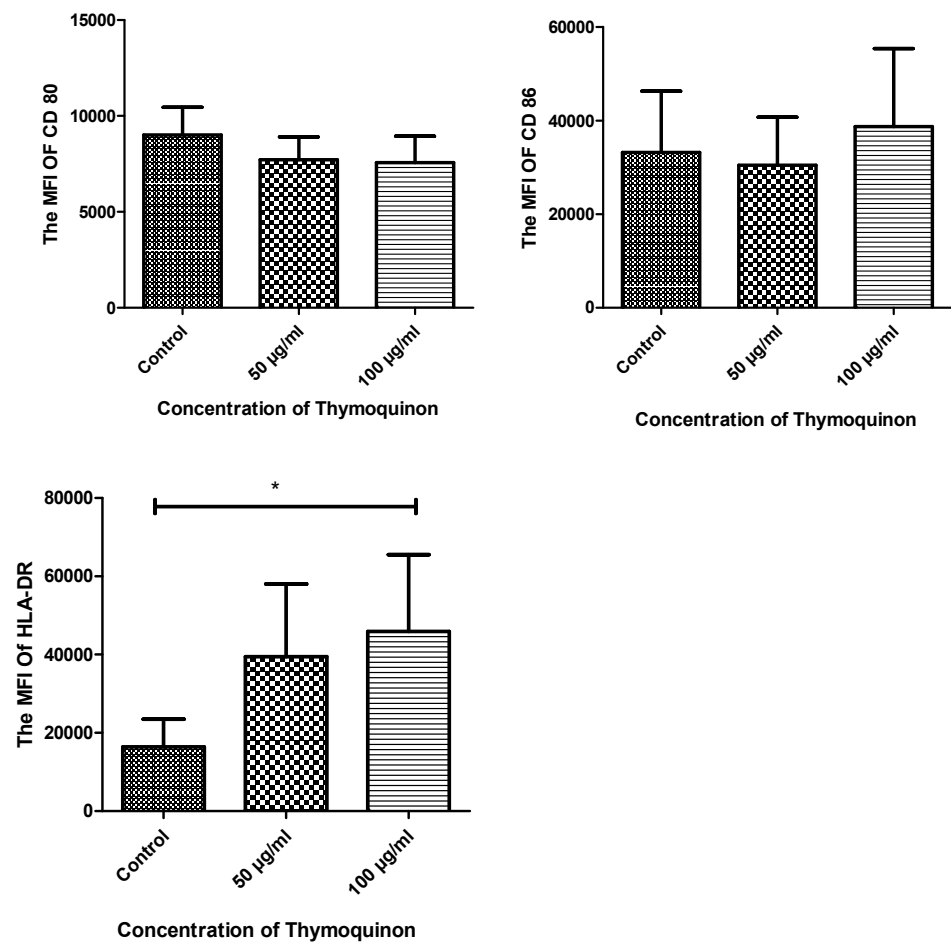 The MFI OF CD 80
15000
10000
5000
0
Control
50 µg/ml
100 µg/ml
Concentration of Thymoquinon
The MFI OF CD 86
60000
40000
20000
0
Control
50 µg/ml
100 µg/ml
Concentration of Thymoquinon
The MFI Of HLA-DR
80000
60000
40000
20000
0
*
Control
50 µg/ml
100 µg/ml
Concentration of Thymoquinon